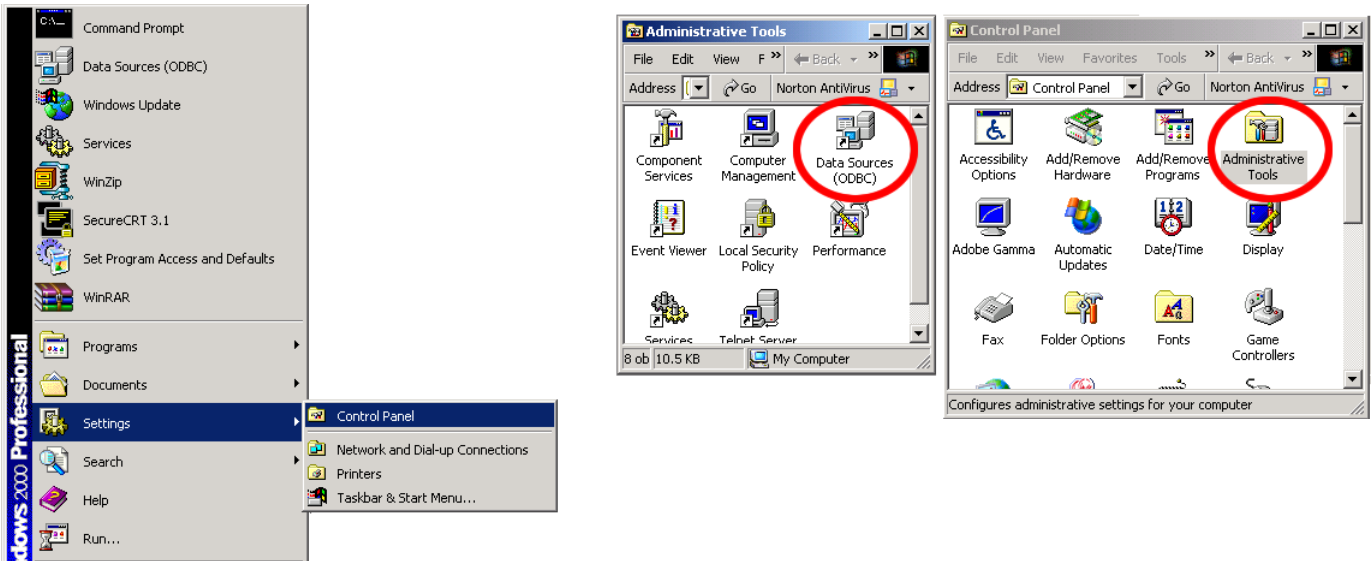 C:\_
Command Prompt
Data Sources (ODBC)
Windows Update
Services
WinZip
SecureCRT 3.1
Set Program Access and Defaults
WinRAR
Programs
Documents
Settings
Search
Help
Run...
dows 2000 Professional
Control Panel
Network and Dial-up Connections
Printers
Taskbar & Start Menu...
Administrative Tools
File Edit View F » Back »
Address Go Norton AntiVirus
Component
Services
Computer
Management
Data Sources
(ODBC)
Event Viewer
Local Security
Policy
Performance
Services
Telnet Server
8 ob 10.5 KB My Computer
Control Panel
File Edit View Favorites Tools » Back »
Address Control Panel Go Norton AntiVirus
Accessibility
Options
Add/Remove
Hardware
Add/Remove
Programs
Administrative
Tools
Adobe Gamma
Automatic
Updates
Date/Time
Display
Fax
Folder Options
Fonts
Game
Controllers
Configures administrative settings for your computer